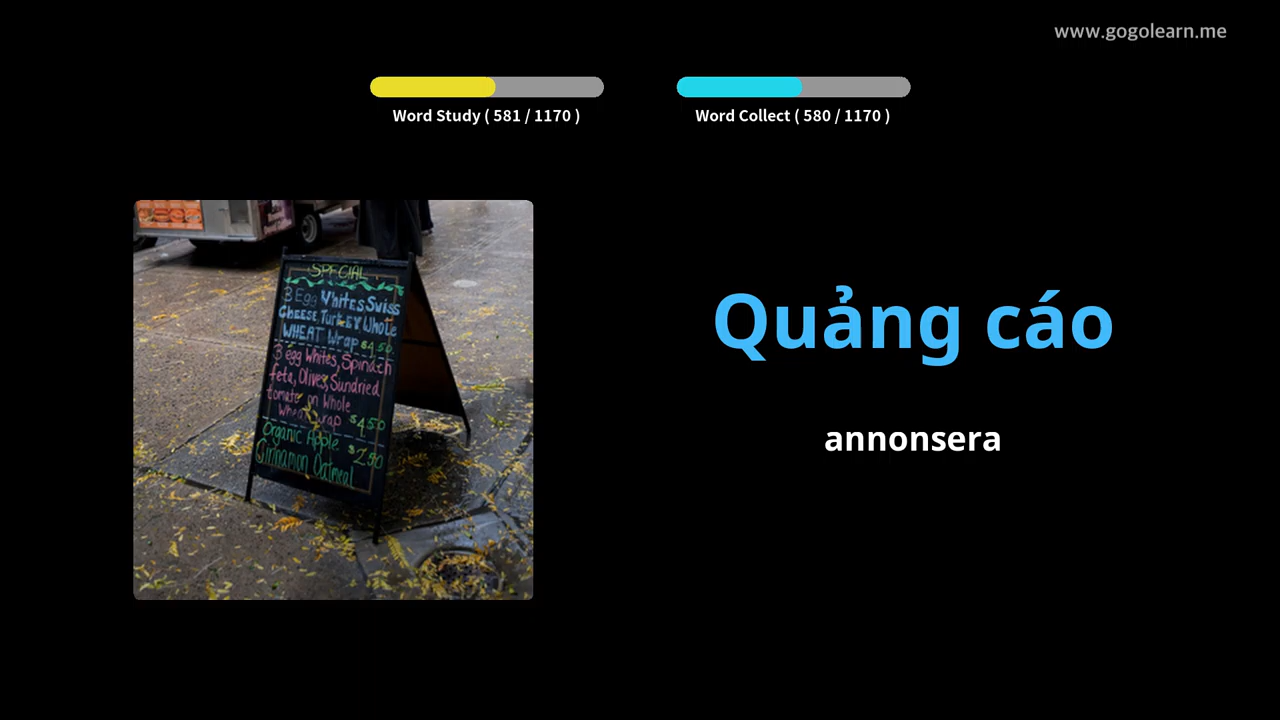 www.gogolearn.me
Word Study ( 581 / 1170 )
Word Collect ( 580 / 1170 )
SPECIAL
3 Egg Whites, Swiss
Cheese, Turkey Whole
WHEAT Wrap $4.50
3 egg Whites, Spinach
feta, Olives, Sundried
tomato on Whole
Wheat wrap $4.50
Organic Apple
Cinnamon Oatmeal $2.50
Quảng cáo
annonsera